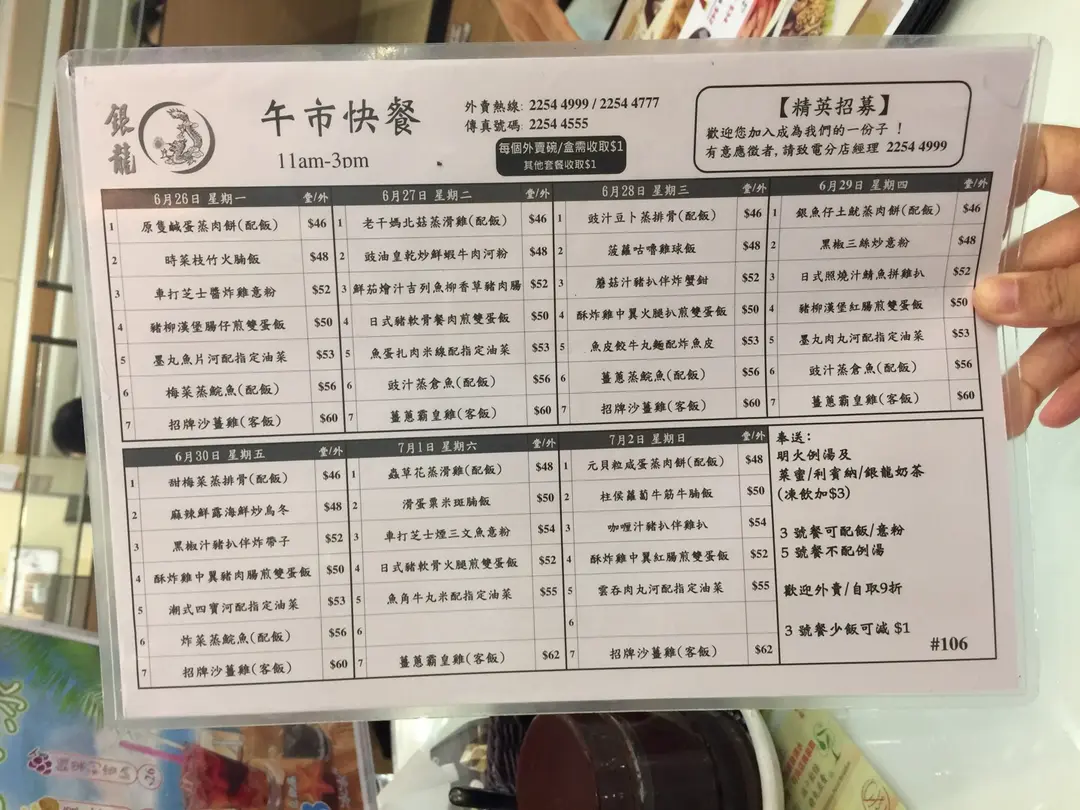 銀龍
午市快餐
11am-3pm
外賣熱線: 2254 4999 / 2254 4777
傳真號碼: 2254 4555
每個外賣碗/盒需收取$1
其他套餐收取$1
【精英招募】
歡迎您加入成為我們的一份子！
有意應徵者,請致電分店經理 2254 4999
6月26日 星期一 堂/外
1 原隻鹹蛋蒸肉餅(配飯) $46
2 時菜枝竹火腩飯 $48
3 車打芝士醬炸雞意粉 $52
4 豬柳漢堡腸仔煎雙蛋飯 $50
5 墨丸魚片河配指定油菜 $53
6 梅菜蒸鯇魚(配飯) $56
7 招牌沙薑雞(客飯) $60
6月27日 星期二 堂/外
1 老干媽北菇蒸滑雞(配飯) $46
2 豉油皇乾炒鮮蝦牛肉河粉 $48
3 鮮茄燴汁吉列魚柳香草豬肉腸 $52
4 日式豬軟骨餐肉煎雙蛋飯 $50
5 魚蛋扎肉米線配指定油菜 $53
6 豉汁蒸倉魚(配飯) $56
7 薑蔥霸皇雞(客飯) $60
6月28日 星期三 堂/外
1 豉汁豆卜蒸排骨(配飯) $46
2 菠蘿咕嚕雞球飯 $48
3 蘑菇汁豬扒伴炸蟹鉗 $52
4 酥炸雞中翼火腿扒煎雙蛋飯 $50
5 魚皮餃牛丸麵配炸魚皮 $53
6 薑蔥蒸鯇魚(配飯) $56
7 招牌沙薑雞(客飯) $60
6月29日 星期四 堂/外
1 銀魚仔土魷蒸肉餅(配飯) $46
2 黑椒三絲炒意粉 $48
3 日式照燒汁鯖魚拼雞扒 $52
4 豬柳漢堡紅腸煎雙蛋飯 $50
5 墨丸肉丸河配指定油菜 $53
6 豉汁蒸倉魚(配飯) $56
7 薑蔥霸皇雞(客飯) $60
6月30日 星期五 堂/外
1 甜梅菜蒸排骨(配飯) $46
2 麻辣鮮露海鮮炒烏冬 $48
3 黑椒汁豬扒伴炸帶子 $52
4 酥炸雞中翼豬肉腸煎雙蛋飯 $50
5 潮式四寶河配指定油菜 $53
6 炸菜蒸鯇魚(配飯) $56
7 招牌沙薑雞(客飯) $60
7月1日 星期六 堂/外
1 蟲草花蒸滑雞(配飯) $48
2 滑蛋粟米斑腩飯 $50
3 車打芝士煙三文魚意粉 $54
4 日式豬軟骨火腿煎雙蛋飯 $52
5 魚角牛丸米配指定油菜 $55
6
7 薑蔥霸皇雞(客飯) $62
7月2日 星期日 堂/外
1 元貝粒咸蛋蒸肉餅(配飯) $48
2 柱侯蘿蔔牛筋牛腩飯 $50
3 咖喱汁豬扒伴雞扒 $54
4 酥炸雞中翼紅腸煎雙蛋飯 $52
5 雲吞肉丸河配指定油菜 $55
6
7 招牌沙薑雞(客飯) $62
奉送:
明火例湯及
菓蜜/利賓納/銀龍奶茶
(凍飲加$3)
3 號餐可配飯/意粉
5 號餐不配例湯
歡迎外賣/自取9折
3 號餐少飯可減 $1
#106